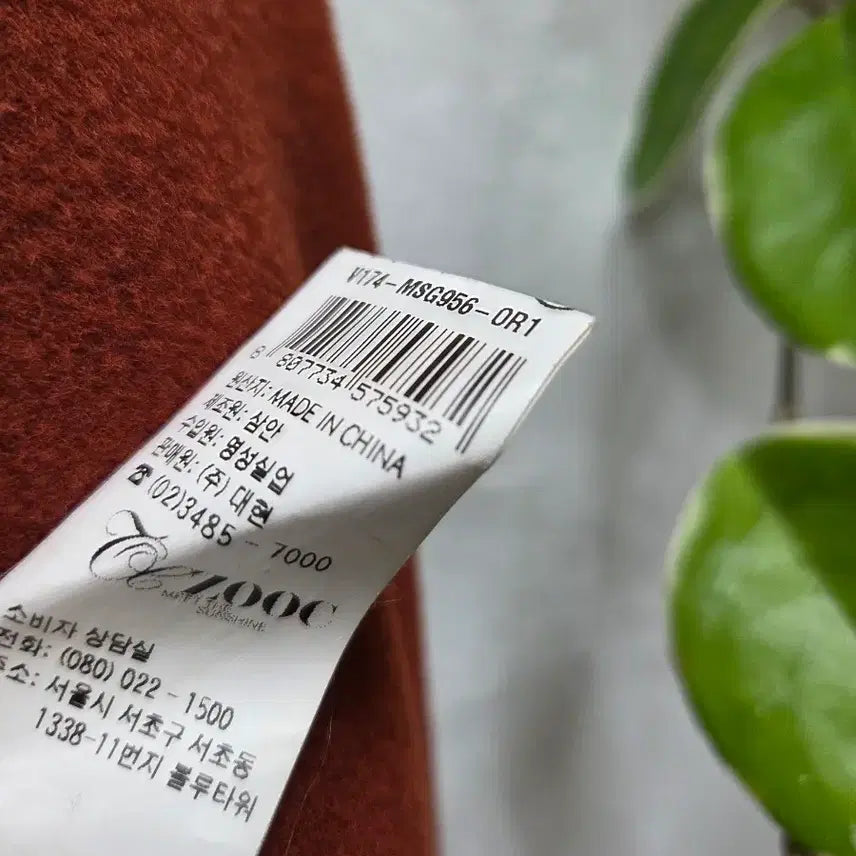 V174-MSG956-OR1
8 807734 575932
원산지: MADE IN CHINA
제조원: 삼안
수입원: 명성실업
판매원: (주) 대현
☎ (02)3485-7000
ZOOC
SUNSHINE
소비자 상담실
전화: (080) 022-1500
주소: 서울시 서초구 서초동
1338-11번지 블루타워